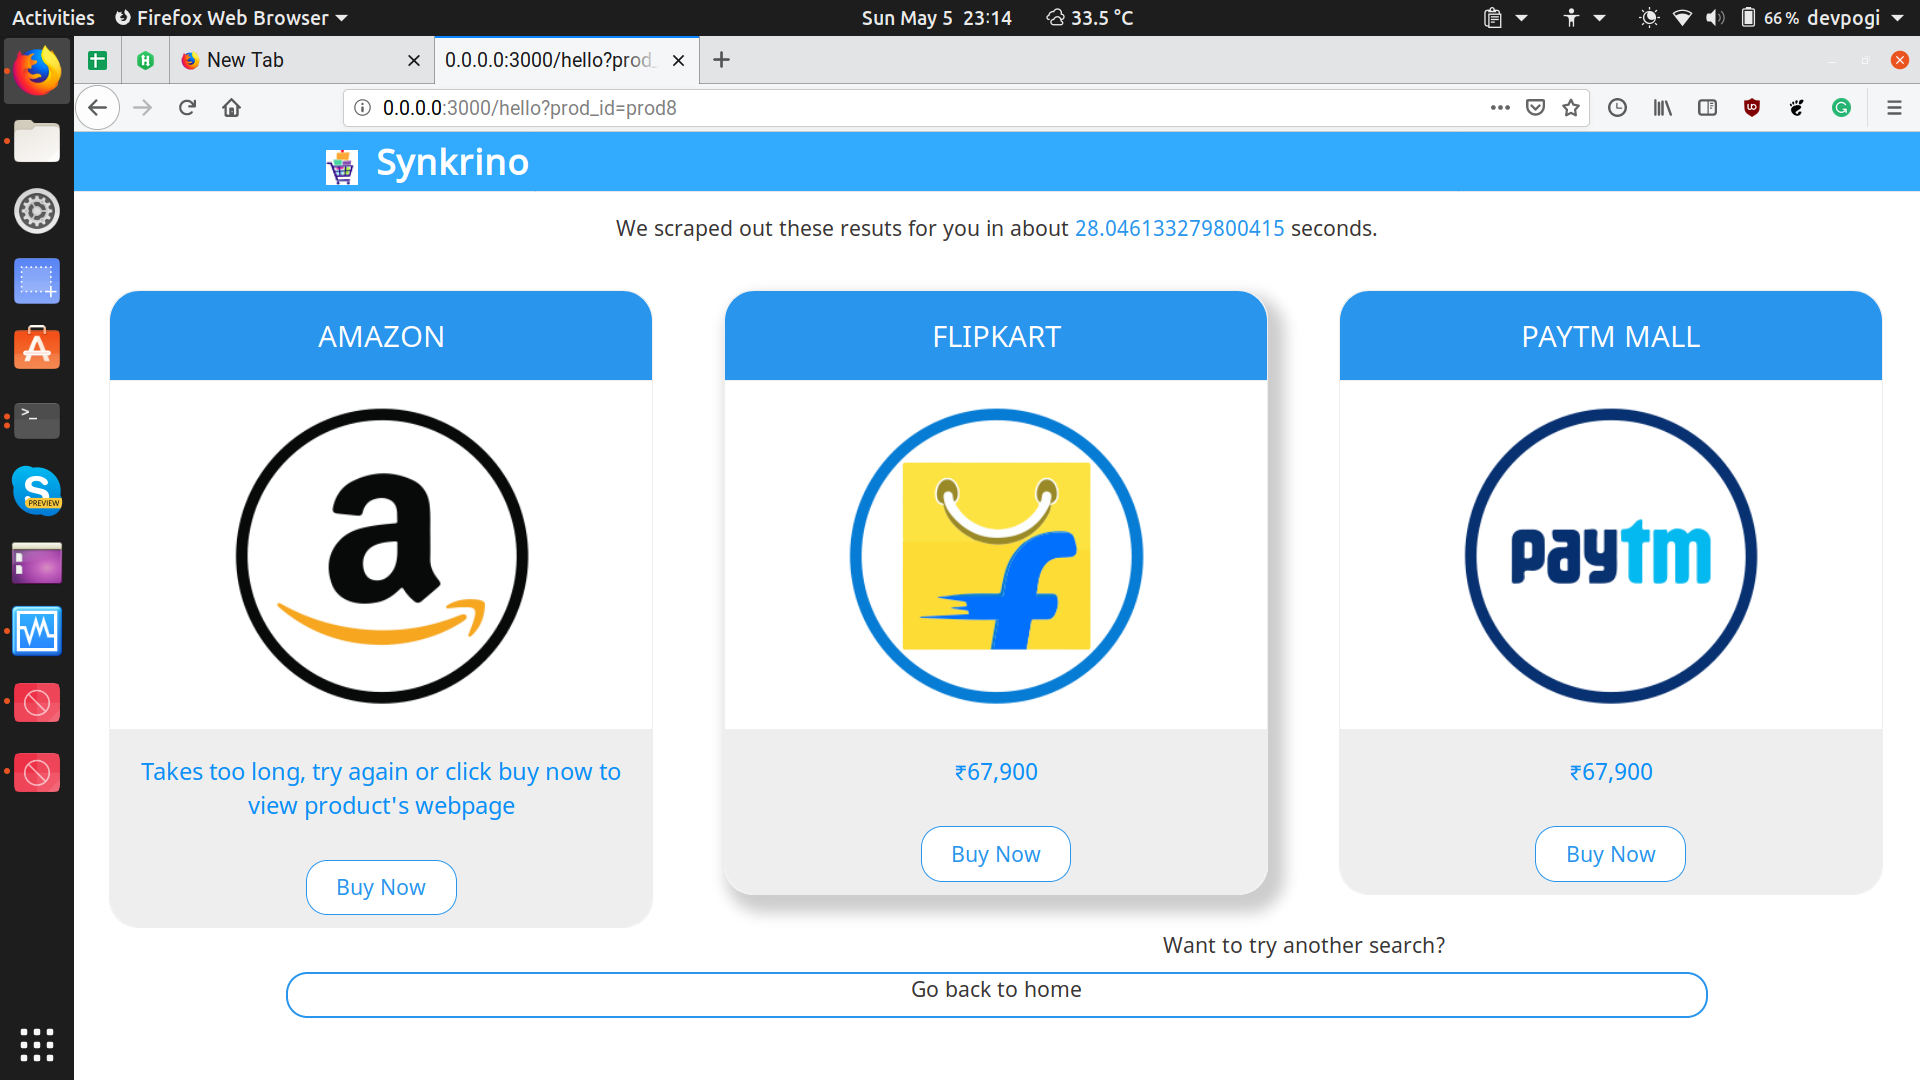 Activities Firefox Web Browser Sun May 5 23:14 33.5 °C 66 % devpogi
New Tab 0.0.0.0:3000/hello?prod_
0.0.0.0:3000/hello?prod_id=prod8
Synkrino
We scraped out these resuts for you in about 28.046133279800415 seconds.
AMAZON
FLIPKART
PAYTM MALL
a
f
paytm
S
PREVIEW
Takes too long, try again or click buy now to
view product's webpage
Buy Now
₹67,900
Buy Now
₹67,900
Buy Now
Want to try another search?
Go back to home